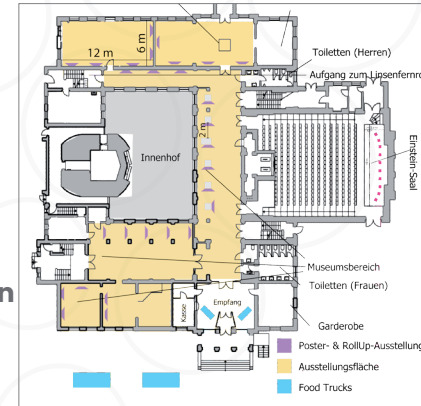 12 m
6 m
Toiletten (Herren)
Aufgang zum Linsenfernro
2 m
Innenhof
Einstein-Saal
Museumsbereich
Toiletten (Frauen)
n
Empfang
Kasse
Garderobe
Poster- & RollUp-Ausstellung
Ausstellungsfläche
Food Trucks